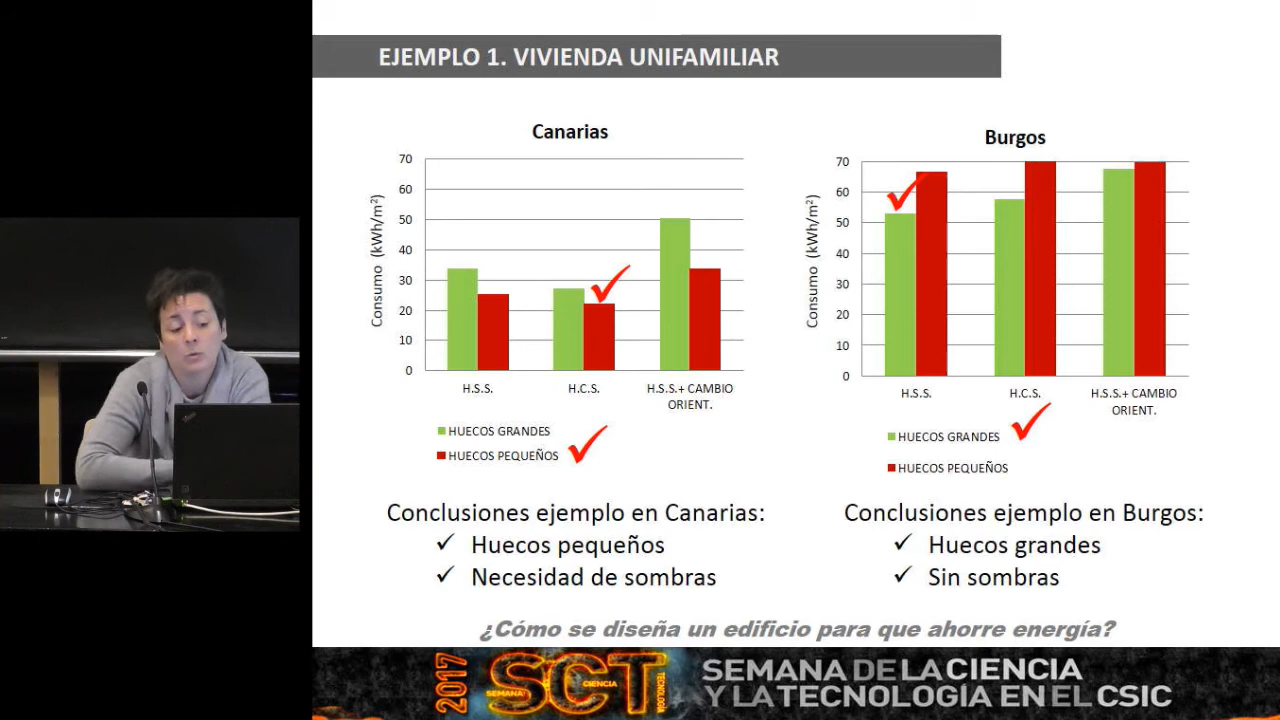 EJEMPLO 1. VIVIENDA UNIFAMILIAR
Canarias
Consumo (kWh/m²)
70
60
50
40
30
20
10
0
H.S.S.
H.C.S.
H.S.S.+ CAMBIO
ORIENT.
HUECOS GRANDES
HUECOS PEQUEÑOS
Burgos
Consumo (kWh/m²)
70
60
50
40
30
20
10
0
H.S.S.
H.C.S.
H.S.S.+ CAMBIO
ORIENT.
HUECOS GRANDES
HUECOS PEQUEÑOS
Conclusiones ejemplo en Canarias:
✓ Huecos pequeños
✓ Necesidad de sombras
Conclusiones ejemplo en Burgos:
✓ Huecos grandes
✓ Sin sombras
¿Cómo se diseña un edificio para que ahorre energía?
2017
SCT
SEMANA
CIENCIA
TECNOLOGÍA
SEMANA DE LA CIENCIA
Y LA TECNOLOGÍA EN EL CSIC